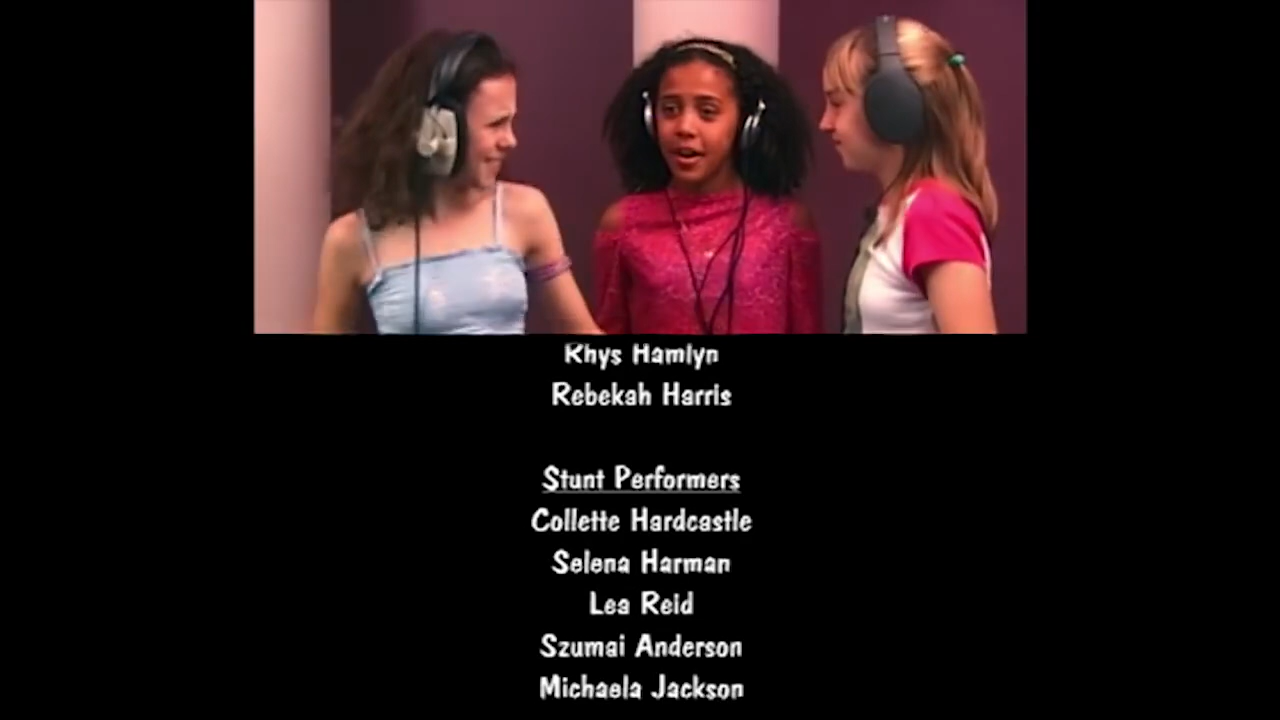 Rhys Hamlyn
Rebekah Harris
Stunt Performers
Collette Hardcastle
Selena Harman
Lea Reid
Szumai Anderson
Michaela Jackson